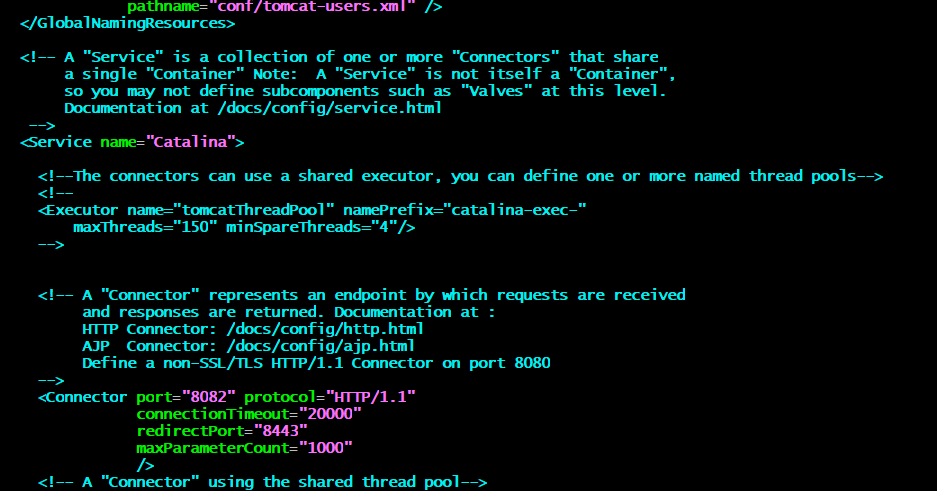 pathname="conf/tomcat-users.xml" />
</GlobalNamingResources>
<!-- A "Service" is a collection of one or more "Connectors" that share
a single "Container" Note:  A "Service" is not itself a "Container",
so you may not define subcomponents such as "Valves" at this level.
Documentation at /docs/config/service.html
-->
<Service name="Catalina">
<!--The connectors can use a shared executor, you can define one or more named thread pools-->
<!--
<Executor name="tomcatThreadPool" namePrefix="catalina-exec-"
maxThreads="150" minSpareThreads="4"/>
-->
<!-- A "Connector" represents an endpoint by which requests are received
and responses are returned. Documentation at :
HTTP Connector: /docs/config/http.html
AJP  Connector: /docs/config/ajp.html
Define a non-SSL/TLS HTTP/1.1 Connector on port 8080
-->
<Connector port="8082" protocol="HTTP/1.1"
connectionTimeout="20000"
redirectPort="8443"
maxParameterCount="1000"
/>
<!-- A "Connector" using the shared thread pool-->